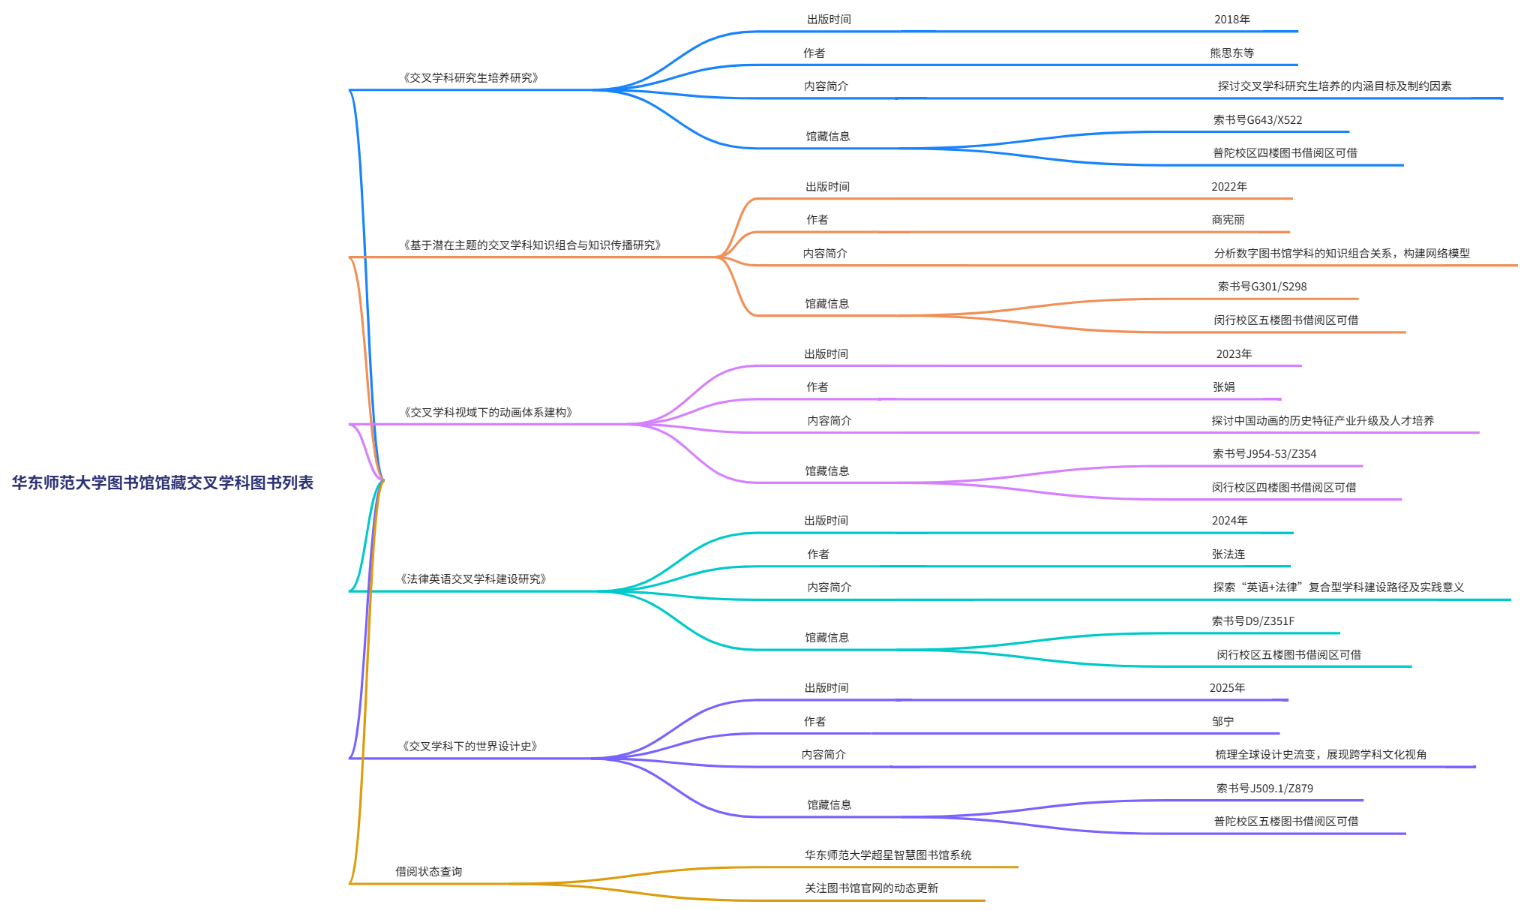 华东师范大学图书馆馆藏交叉学科图书列表
《交叉学科研究生培养研究》
出版时间
2018年
作者
熊思东等
内容简介
探讨交叉学科研究生培养的内涵目标及制约因素
馆藏信息
索书号G643/X522
普陀校区四楼图书借阅区可借
《基于潜在主题的交叉学科知识组合与知识传播研究》
出版时间
2022年
作者
商宪丽
内容简介
分析数字图书馆学科的知识组合关系，构建网络模型
馆藏信息
索书号G301/S298
闵行校区五楼图书借阅区可借
《交叉学科视域下的动画体系建构》
出版时间
2023年
作者
张娟
内容简介
探讨中国动画的历史特征产业升级及人才培养
馆藏信息
索书号J954-53/Z354
闵行校区四楼图书借阅区可借
《法律英语交叉学科建设研究》
出版时间
2024年
作者
张法连
内容简介
探索“英语+法律”复合型学科建设路径及实践意义
馆藏信息
索书号D9/Z351F
闵行校区五楼图书借阅区可借
《交叉学科下的世界设计史》
出版时间
2025年
作者
邹宁
内容简介
梳理全球设计史流变，展现跨学科文化视角
馆藏信息
索书号J509.1/Z879
普陀校区五楼图书借阅区可借
借阅状态查询
华东师范大学超星智慧图书馆系统
关注图书馆官网的动态更新